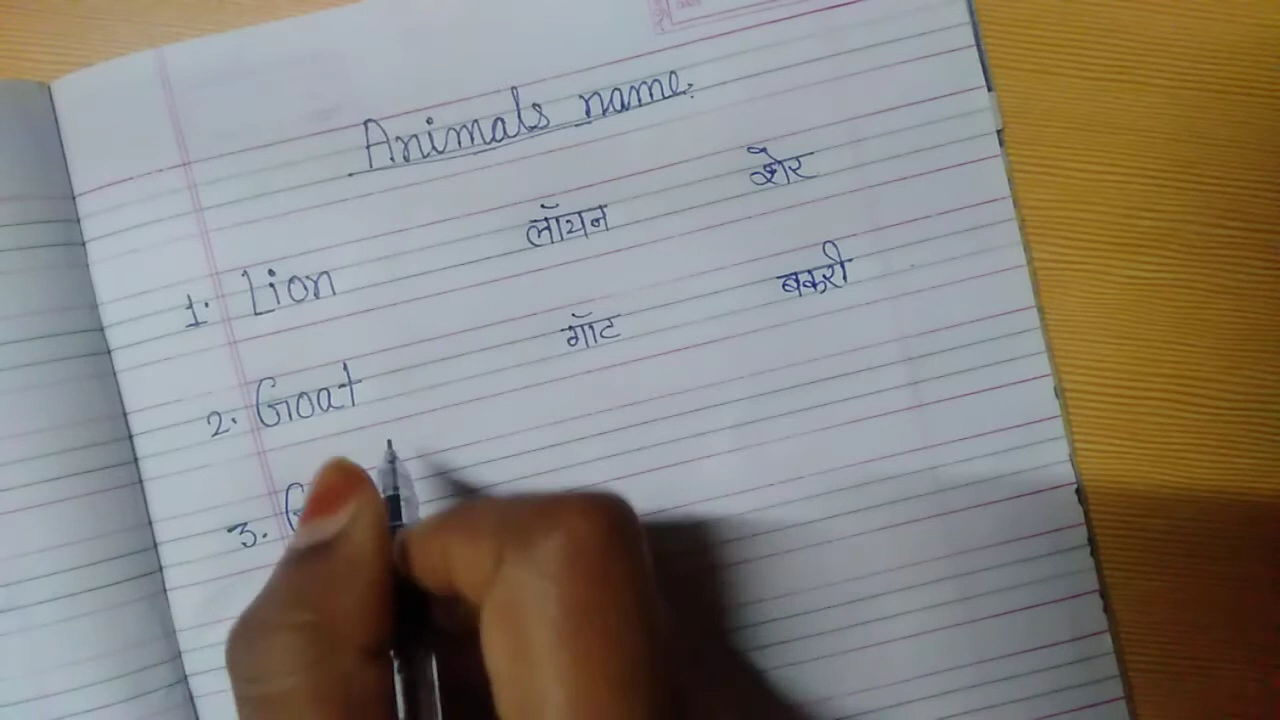 Animals name:
1. Lion लॉयन शेर
2. Goat गॉट बकरी
3. G